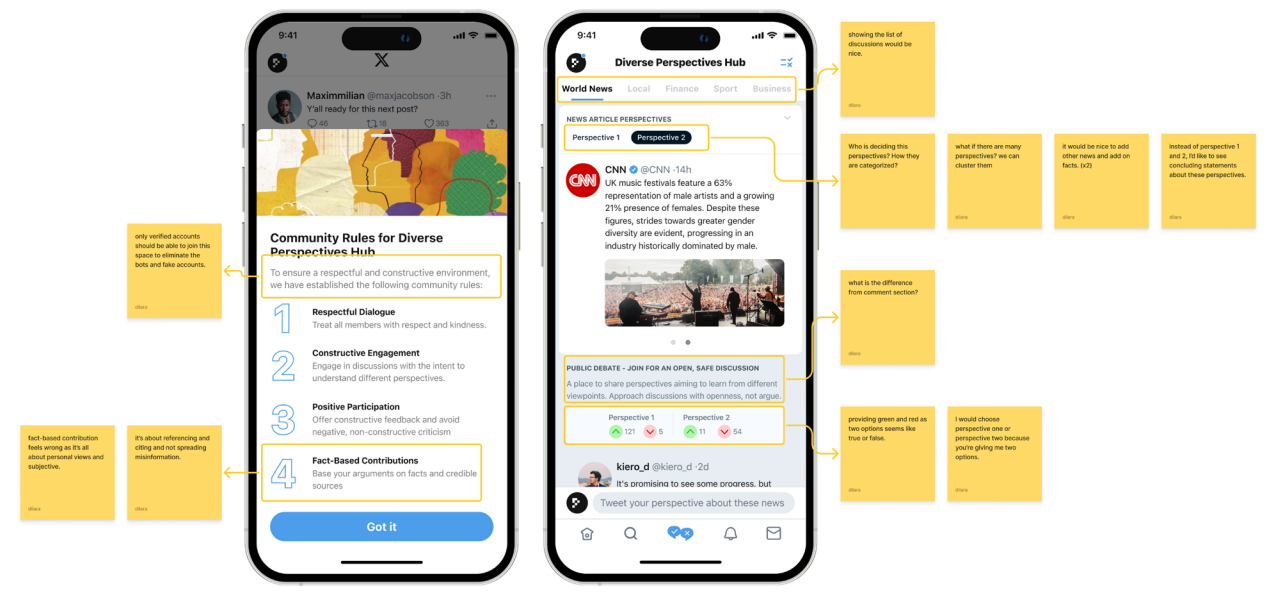 only verified accounts
should be able to join this
space to eliminate the
bots and fake accounts.
dilara
fact-based contribution
feels wrong as it's all
about personal views and
subjective.
dilara
it's about referencing and
citing and not spreading
misinformation.
dilara
9:41
X
Maximmilian @maxjacobson ·3h
Y'all ready for this next post?
46 18 363
Community Rules for Diverse
Perspectives Hub
To ensure a respectful and constructive environment,
we have established the following community rules:
1
Respectful Dialogue
Treat all members with respect and kindness.
2
Constructive Engagement
Engage in discussions with the intent to
understand different perspectives.
3
Positive Participation
Offer constructive feedback and avoid
negative, non-constructive criticism
4
Fact-Based Contributions
Base your arguments on facts and credible
sources
Got it
9:41
Diverse Perspectives Hub
World News Local Finance Sport Business
NEWS ARTICLE PERSPECTIVES
Perspective 1 Perspective 2
CNN
CNN @CNN ·14h
UK music festivals feature a 63%
representation of male artists and a growing
21% presence of females. Despite these
figures, strides towards greater gender
diversity are evident, progressing in an
industry historically dominated by male.
PUBLIC DEBATE - JOIN FOR AN OPEN, SAFE DISCUSSION
A place to share perspectives aiming to learn from different
viewpoints. Approach discussions with openness, not argue.
Perspective 1 Perspective 2
121 5 11 54
kiero_d @kiero_d ·2d
It's promising to see some progress, but
Tweet your perspective about these news
showing the list of
discussions would be
nice.
dilara
Who is deciding this
perspectives? How they
are categorized?
dilara
what if there are many
perspectives? we can
cluster them
dilara
it would be nice to add
other news and add on
facts. (x2)
dilara
instead of perspective 1
and 2, I'd like to see
concluding statements
about these perspectives.
dilara
what is the difference
from comment section?
dilara
providing green and red as
two options seems like
true or false.
dilara
I would choose
perspective one or
perspective two because
you're giving me two
options.
dilara